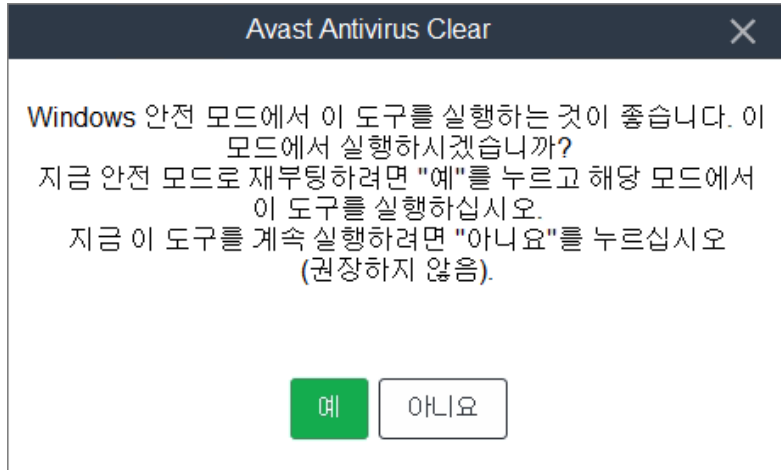 Avast Antivirus Clear
Windows 안전 모드에서 이 도구를 실행하는 것이 좋습니다. 이
모드에서 실행하시겠습니까?
지금 안전 모드로 재부팅하려면 "예"를 누르고 해당 모드에서
이 도구를 실행하십시오.
지금 이 도구를 계속 실행하려면 "아니요"를 누르십시오
(권장하지 않음).
예 아니요